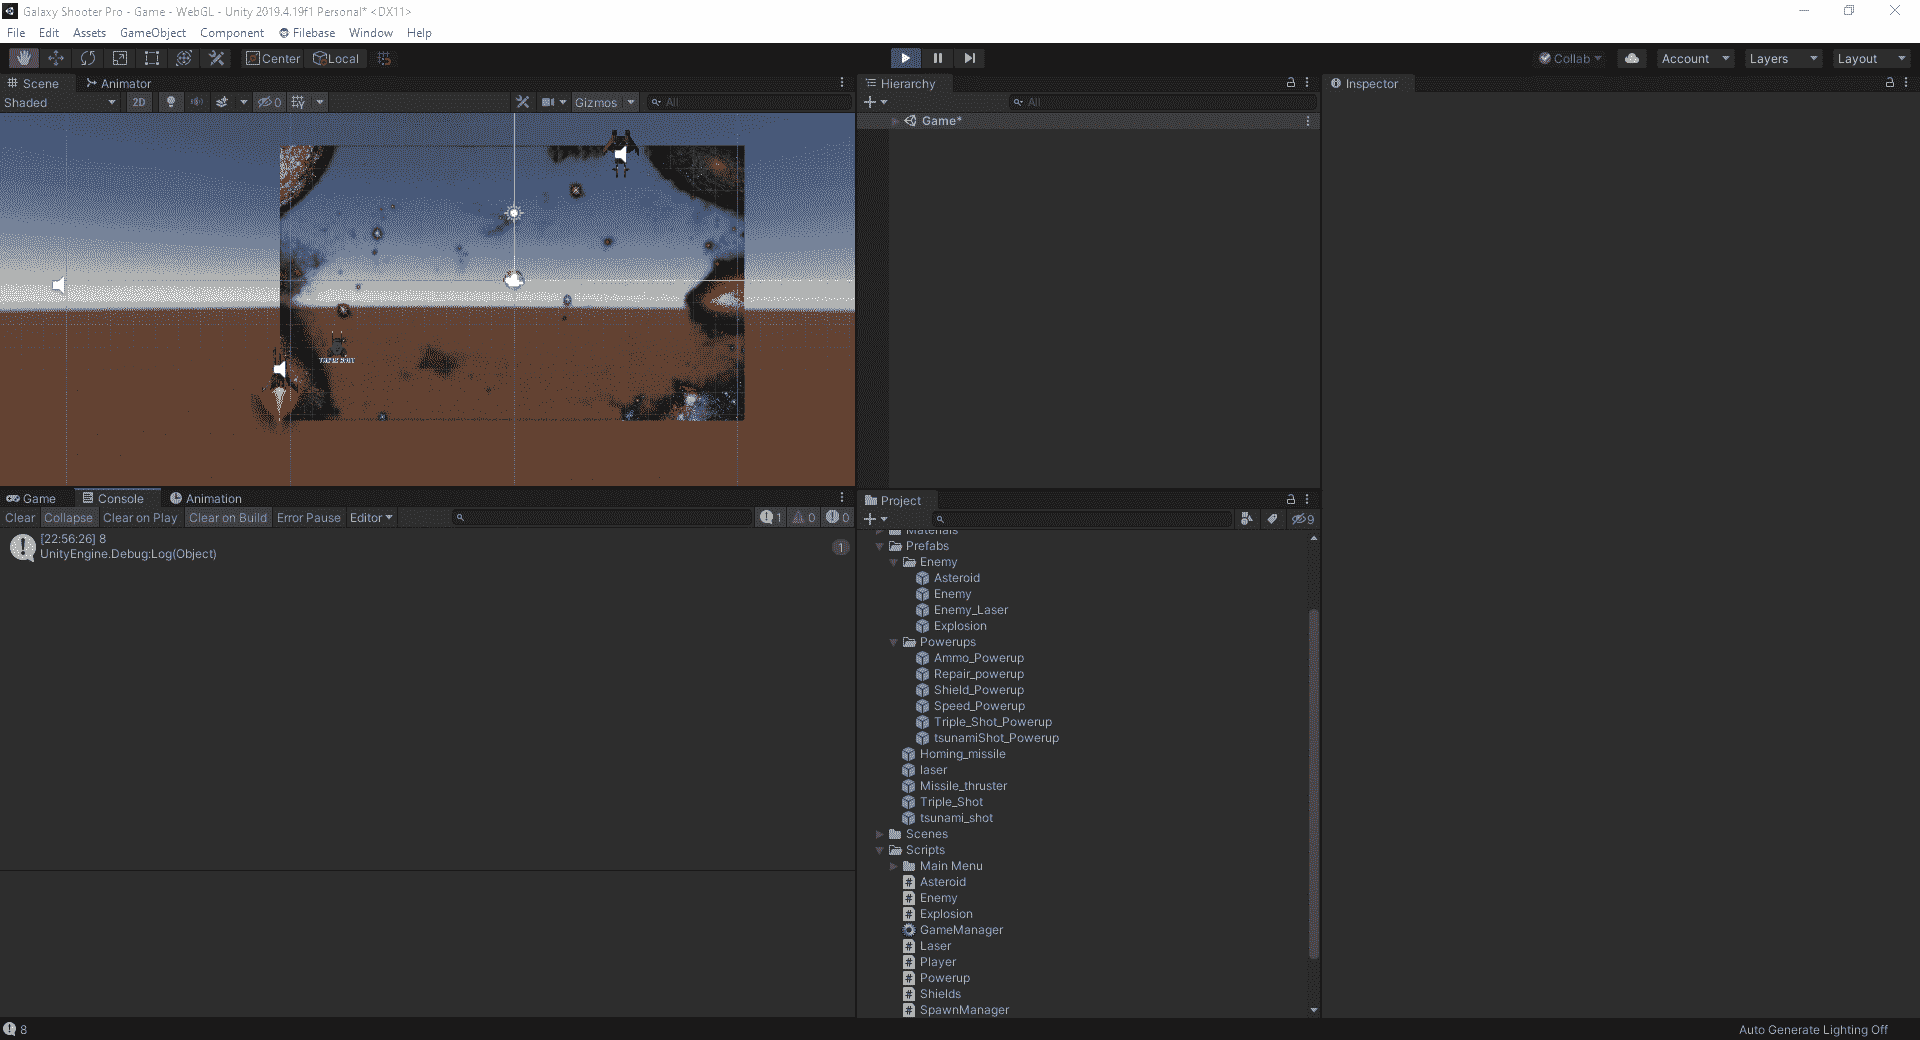 Galaxy Shooter Pro - Game - WebGL - Unity 2019.4.19f1 Personal* <DX11>
File Edit Assets GameObject Component Filebase Window Help
Center Local Collab Account Layers Layout
Scene Animator
Shaded 2D 0 Gizmos All
Hierarchy
All
Game*
Inspector
Game Console Animation
Clear Collapse Clear on Play Clear on Build Error Pause Editor 1 0 0
[22:56:26] 8
UnityEngine.Debug:Log(Object)
1
Project
9
Materials
Prefabs
Enemy
Asteroid
Enemy
Enemy_Laser
Explosion
Powerups
Ammo_Powerup
Repair_powerup
Shield_Powerup
Speed_Powerup
Triple_Shot_Powerup
tsunamiShot_Powerup
Homing_missile
laser
Missile_thruster
Triple_Shot
tsunami_shot
Scenes
Scripts
Main Menu
Asteroid
Enemy
Explosion
GameManager
Laser
Player
Powerup
Shields
SpawnManager
8
Auto Generate Lighting Off